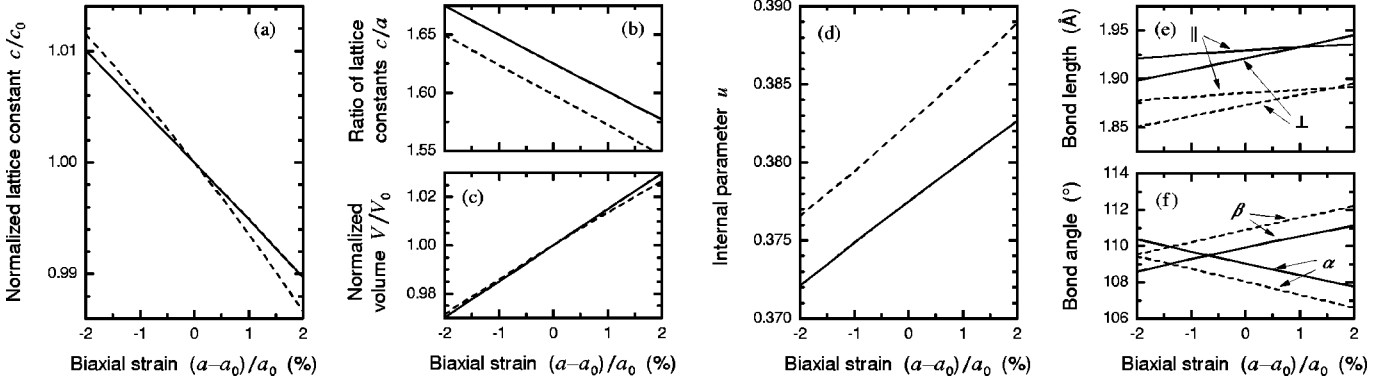 (a)
Normalized lattice constant c/c₀
1.01
1.00
0.99
-2 -1 0 1 2
Biaxial strain (a–a₀)/a₀ (%)
(b)
Ratio of lattice
constants c/a
1.65
1.60
1.55
(c)
Normalized
volume V/V₀
1.02
1.00
0.98
-2 -1 0 1 2
Biaxial strain (a–a₀)/a₀ (%)
(d)
Internal parameter u
0.390
0.385
0.380
0.375
0.370
-2 -1 0 1 2
Biaxial strain (a–a₀)/a₀ (%)
(e)
Bond length (Å)
1.95
1.90
1.85
||
⊥
(f)
Bond angle (°)
114
112
110
108
106
β
α
-2 -1 0 1 2
Biaxial strain (a–a₀)/a₀ (%)